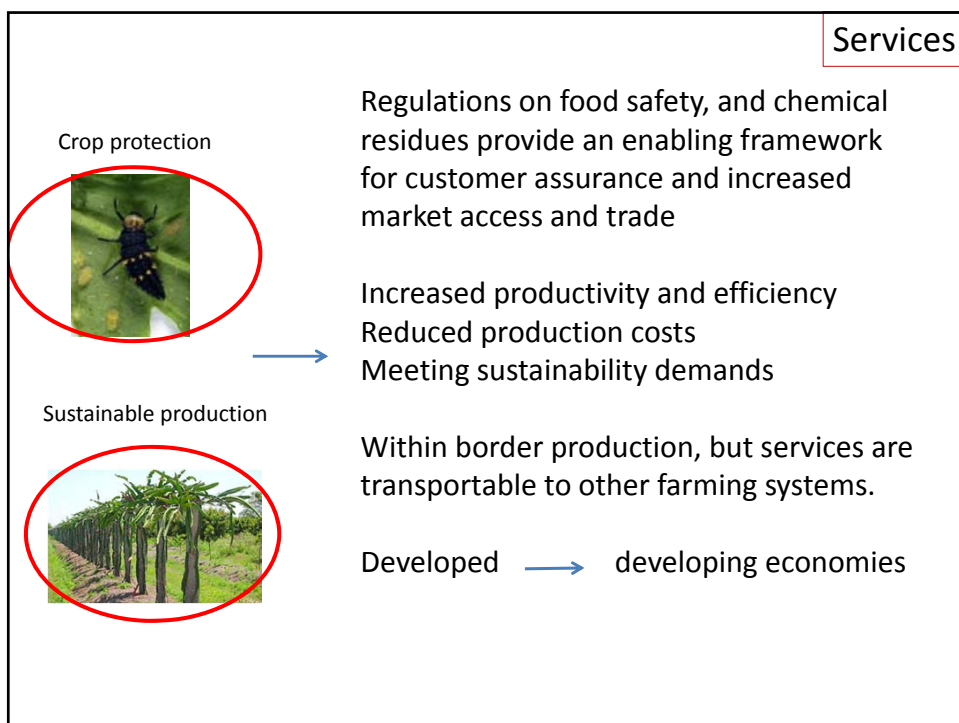 Services
Crop protection
Regulations on food safety, and chemical
residues provide an enabling framework
for customer assurance and increased
market access and trade
Increased productivity and efficiency
Reduced production costs
Meeting sustainability demands
Sustainable production
Within border production, but services are
transportable to other farming systems.
Developed developing economies